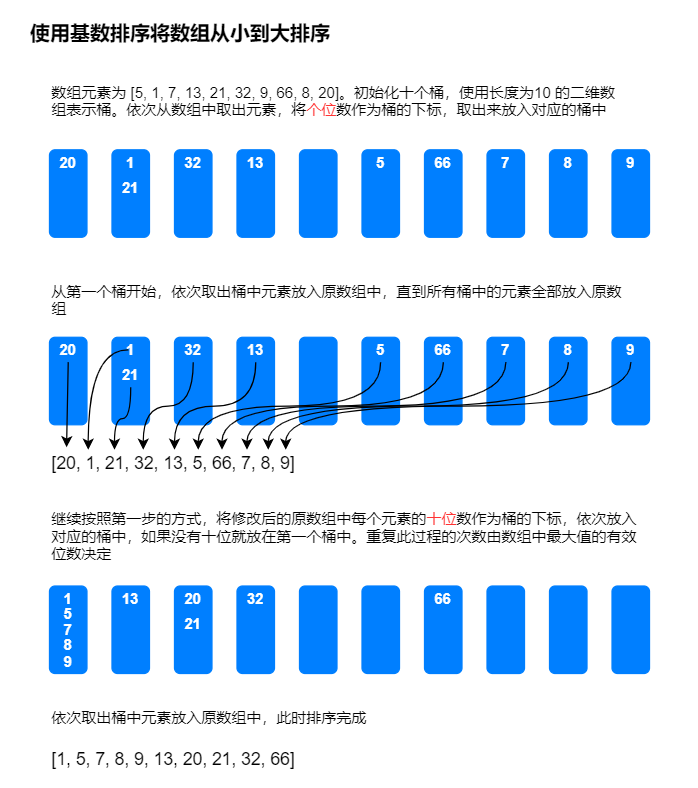 使用基数排序将数组从小到大排序
数组元素为 [5, 1, 7, 13, 21, 32, 9, 66, 8, 20]。初始化十个桶，使用长度为10 的二维数
组表示桶。依次从数组中取出元素，将个位数作为桶的下标，取出来放入对应的桶中
20 1 32 13 5 66 7 8 9
21
从第一个桶开始，依次取出桶中元素放入原数组中，直到所有桶中的元素全部放入原数
组
20 1 32 13 5 66 7 8 9
21
[20, 1, 21, 32, 13, 5, 66, 7, 8, 9]
继续按照第一步的方式，将修改后的原数组中每个元素的十位数作为桶的下标，依次放入
对应的桶中，如果没有十位就放在第一个桶中。重复此过程的次数由数组中最大值的有效
位数决定
1 13 20 32 66
5
7 21
8
9
依次取出桶中元素放入原数组中，此时排序完成
[1, 5, 7, 8, 9, 13, 20, 21, 32, 66]